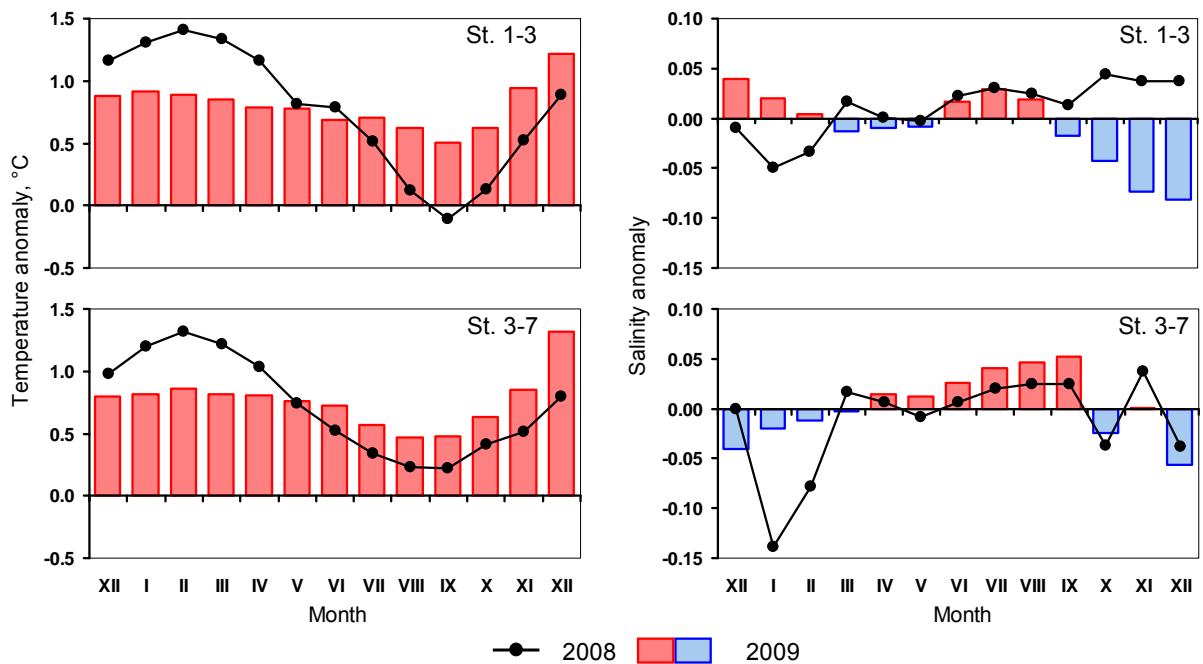 Temperature anomaly, °C
1.5
1.0
0.5
0.0
-0.5
St. 1-3
1.5
1.0
0.5
0.0
-0.5
St. 3-7
XII I II III IV V VI VII VIII IX X XI XII
Month
Salinity anomaly
0.10
0.05
0.00
-0.05
-0.10
-0.15
St. 1-3
0.10
0.05
0.00
-0.05
-0.10
-0.15
St. 3-7
XII I II III IV V VI VII VIII IX X XI XII
Month
2008 2009